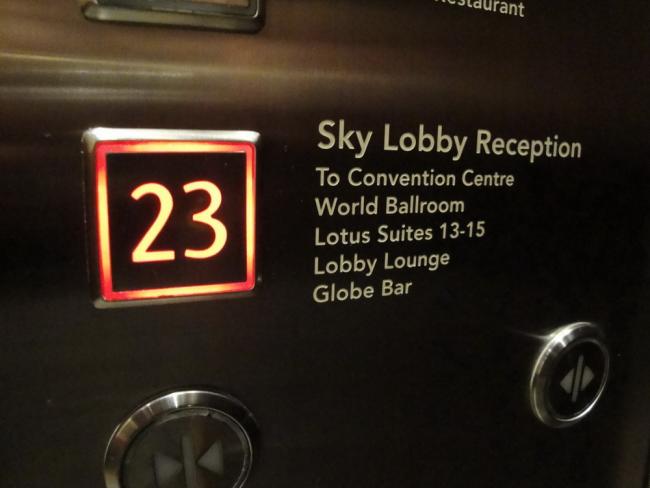 Restaurant
23
Sky Lobby Reception
To Convention Centre
World Ballroom
Lotus Suites 13-15
Lobby Lounge
Globe Bar